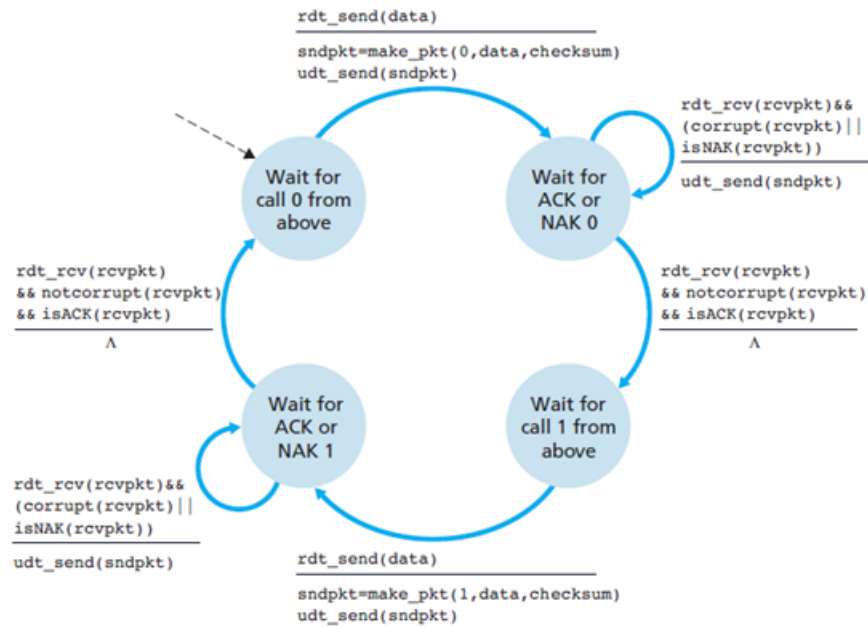 rdt_send(data)
sndpkt=make_pkt(0,data,checksum)
udt_send(sndpkt)
rdt_rcv(rcvpkt)&&
(corrupt(rcvpkt)||
isNAK(rcvpkt))
udt_send(sndpkt)
Wait for
call 0 from
above
Wait for
ACK or
NAK 0
rdt_rcv(rcvpkt)
&& notcorrupt(rcvpkt)
&& isACK(rcvpkt)
Λ
rdt_rcv(rcvpkt)
&& notcorrupt(rcvpkt)
&& isACK(rcvpkt)
Λ
Wait for
ACK or
NAK 1
Wait for
call 1 from
above
rdt_rcv(rcvpkt)&&
(corrupt(rcvpkt)||
isNAK(rcvpkt))
udt_send(sndpkt)
rdt_send(data)
sndpkt=make_pkt(1,data,checksum)
udt_send(sndpkt)